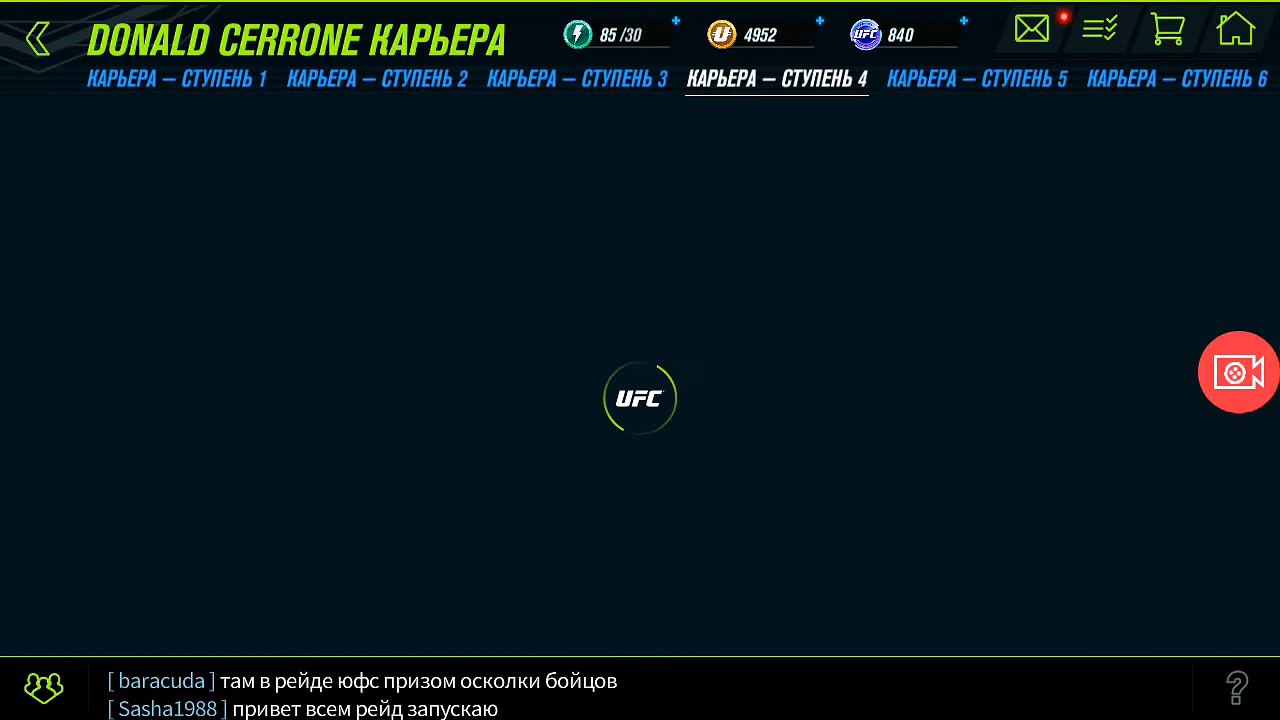 DONALD CERRONE КАРЬЕРА
85 /30
4952
UFC
840
КАРЬЕРА – СТУПЕНЬ 1
КАРЬЕРА – СТУПЕНЬ 2
КАРЬЕРА – СТУПЕНЬ 3
КАРЬЕРА – СТУПЕНЬ 4
КАРЬЕРА – СТУПЕНЬ 5
КАРЬЕРА – СТУПЕНЬ 6
UFC
[ baracuda ] там в рейде юфс призом осколки бойцов
[ Sasha1988 ] привет всем рейд запускаю